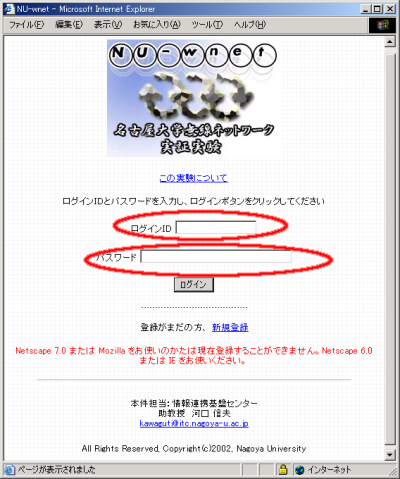 NU-wnet - Microsoft Internet Explorer
ファイル(F) 編集(E) 表示(V) お気に入り(A) ツール(T) ヘルプ(H)
NU-wnet
名古屋大学無線ネットワーク
実証実験
この実験について
ログインIDとパスワードを入力し、ログインボタンをクリックしてください
ログインID
パスワード
ログイン
----------------------------------
登録がまだの方、 新規登録
Netscape 7.0 または Mozilla をお使いのかたは現在登録することができません。Netscape 6.0
または IE をお使いください。
本件担当：情報連携基盤センター
助教授 河口 信夫
kawagut@itc.nagoya-u.ac.jp
All Rights Reserved, Copyright(c)2002, Nagoya University
ページが表示されました インターネット